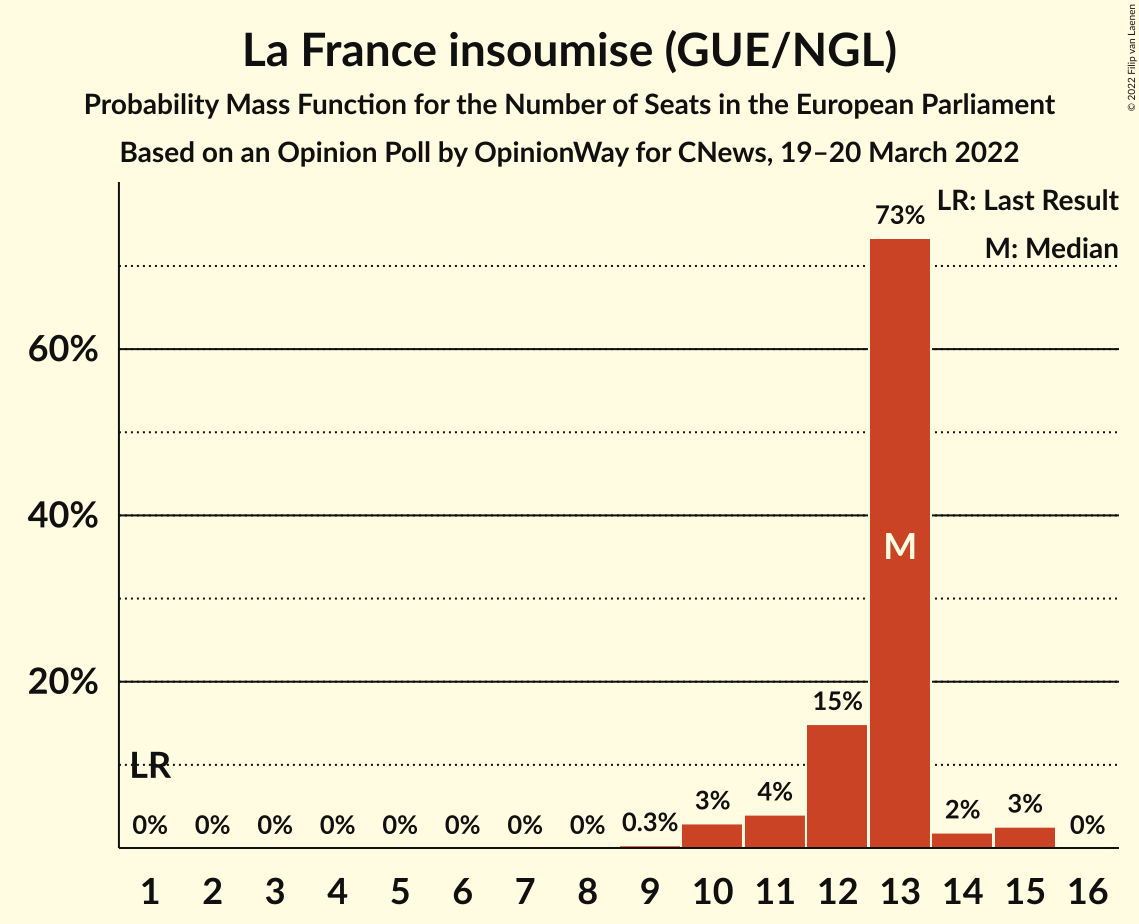 La France insoumise (GUE/NGL)
Probability Mass Function for the Number of Seats in the European Parliament
Based on an Opinion Poll by OpinionWay for CNews, 19–20 March 2022
© 2022 Filip van Laenen
LR: Last Result
M: Median
73%
60%
40%
M
20%
15%
LR
0% 0% 0% 0% 0% 0% 0% 0% 0.3% 3% 4% 2% 3% 0%
1 2 3 4 5 6 7 8 9 10 11 12 13 14 15 16